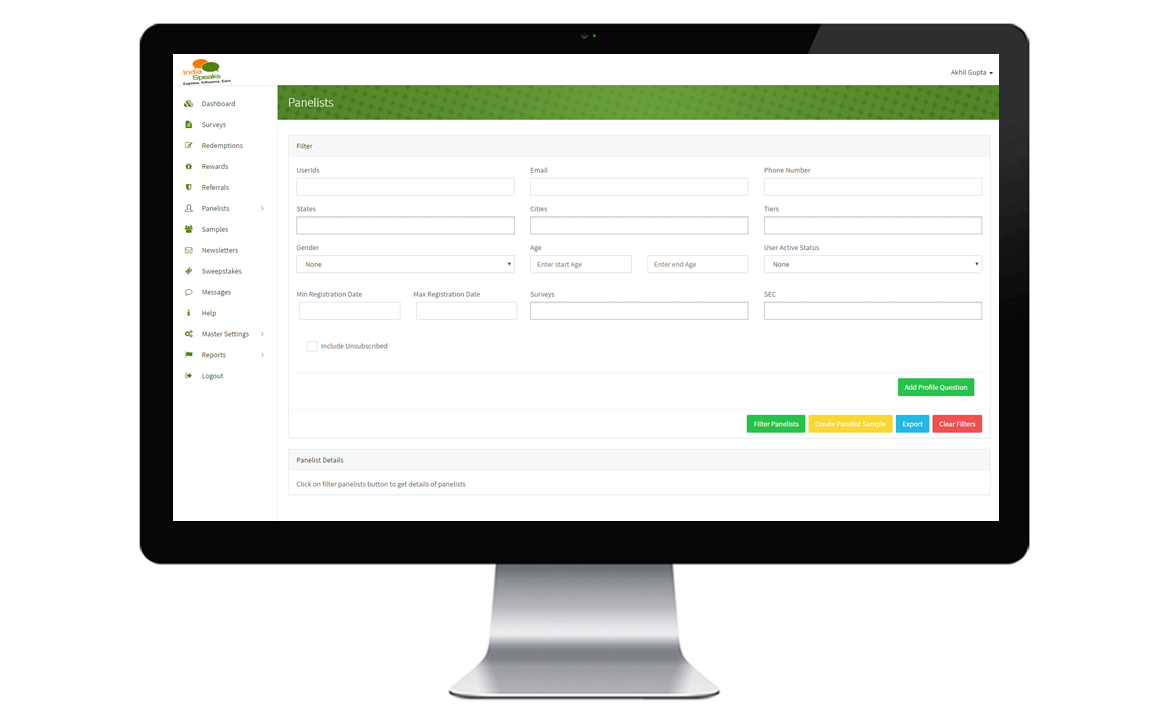 India
Speaks
Express. Influence. Earn
Akhil Gupta
Dashboard
Surveys
Redemptions
Rewards
Referrals
Panelists
Samples
Newsletters
Sweepstakes
Messages
Help
Master Settings
Reports
Logout
Panelists
Filter
UserIds Email Phone Number
States Cities Tiers
Gender Age User Active Status
None Enter start Age Enter end Age None
Min Registration Date Max Registration Date Surveys SEC
Include Unsubscribed
Add Profile Question
Filter Panelists Create Panelist Sample Export Clear Filters
Panelist Details
Click on filter panelists button to get details of panelists